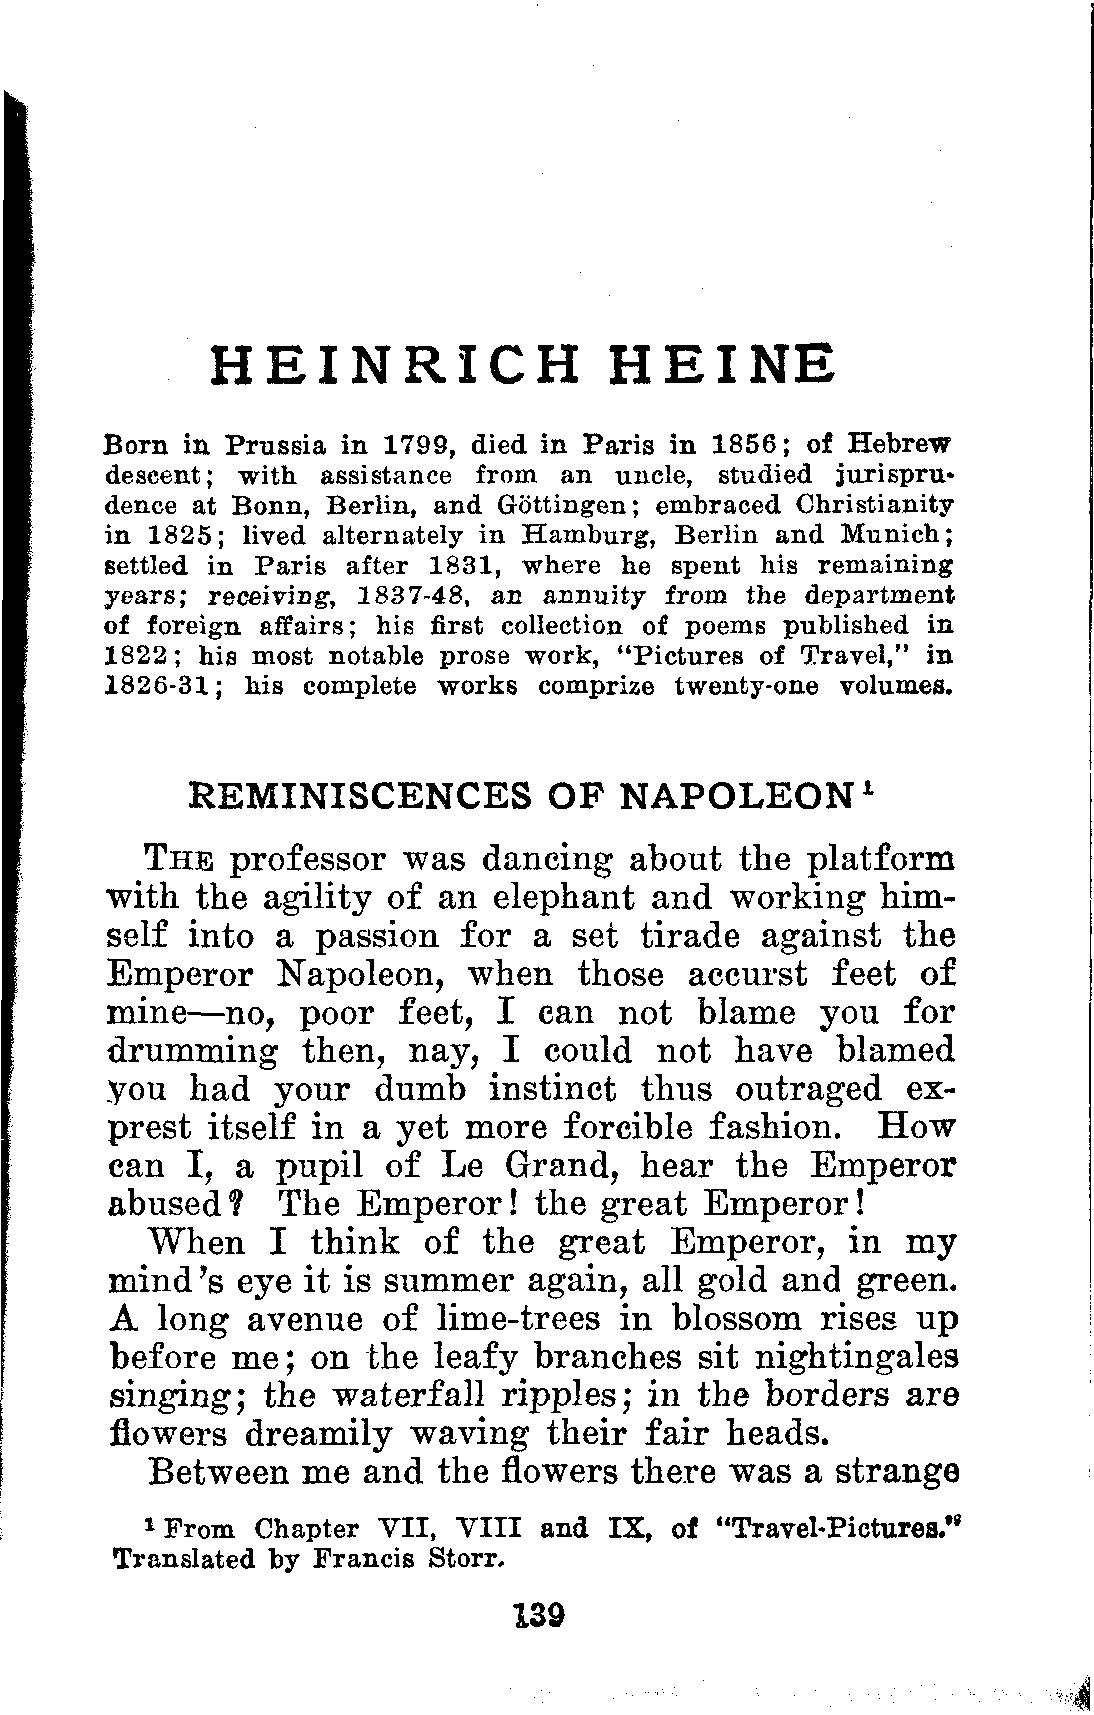 HEINRICH HEINE
Born in Prussia in 1799, died in Paris in 1856; of Hebrew
descent; with assistance from an uncle, studied jurispru-
dence at Bonn, Berlin, and Göttingen; embraced Christianity
in 1825; lived alternately in Hamburg, Berlin and Munich;
settled in Paris after 1831, where he spent his remaining
years; receiving, 1837-48, an annuity from the department
of foreign affairs; his first collection of poems published in
1822; his most notable prose work, "Pictures of Travel," in
1826-31; his complete works comprize twenty-one volumes.
REMINISCENCES OF NAPOLEON¹
THE professor was dancing about the platform
with the agility of an elephant and working him-
self into a passion for a set tirade against the
Emperor Napoleon, when those accurst feet of
mine—no, poor feet, I can not blame you for
drumming then, nay, I could not have blamed
you had your dumb instinct thus outraged ex-
prest itself in a yet more forcible fashion. How
can I, a pupil of Le Grand, hear the Emperor
abused? The Emperor! the great Emperor!
When I think of the great Emperor, in my
mind's eye it is summer again, all gold and green.
A long avenue of lime-trees in blossom rises up
before me; on the leafy branches sit nightingales
singing; the waterfall ripples; in the borders are
flowers dreamily waving their fair heads.
Between me and the flowers there was a strange
¹ From Chapter VII, VIII and IX, of "Travel-Pictures."
Translated by Francis Storr.
139